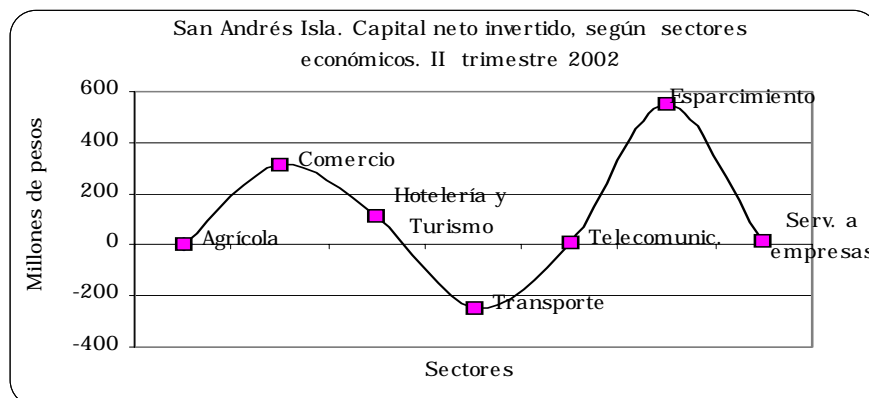 San Andrés Isla. Capital neto invertido, según sectores
económicos. II trimestre 2002
Millones de pesos
600
400
200
0
-200
-400
Agrícola
Comercio
Hotelería y
Turismo
Transporte
Telecomunic.
Esparcimiento
Serv. a
empresas
Sectores